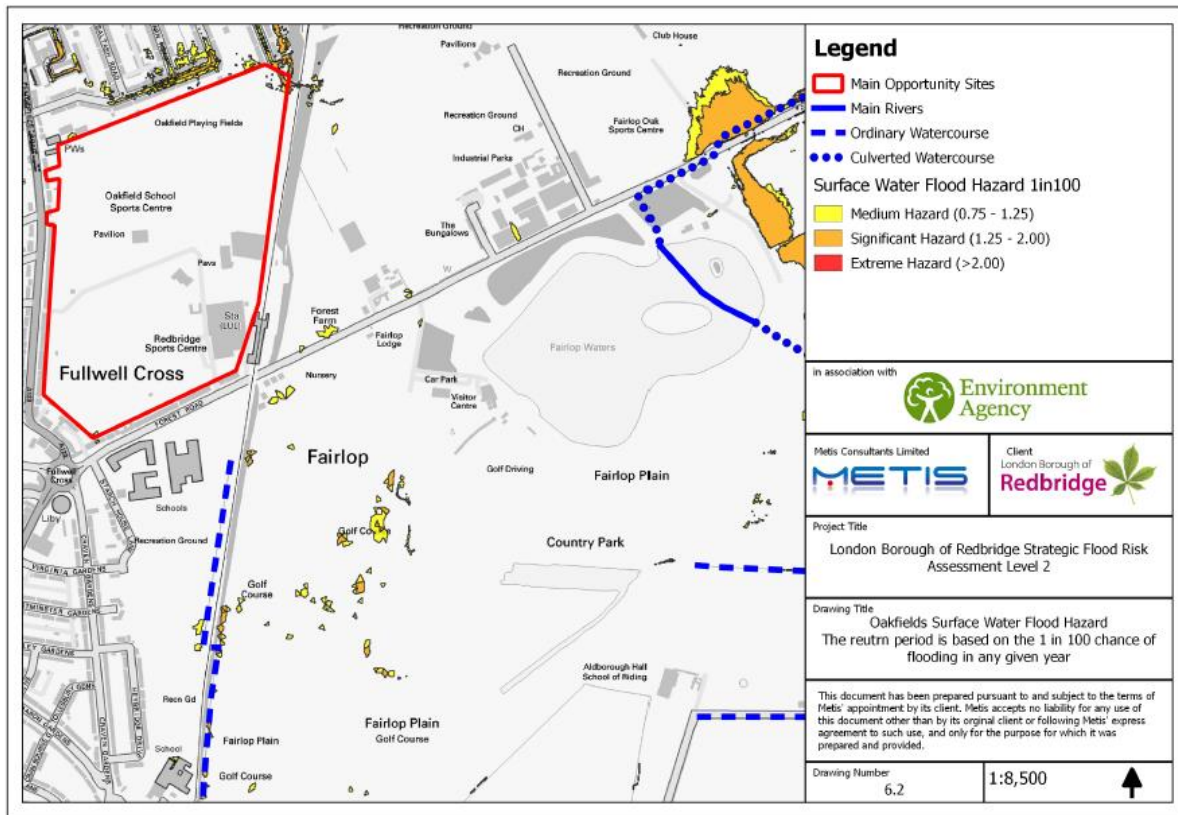 Recreation Ground
Pavilions
Club House
Recreation Ground
Oakfield Playing Fields
Recreation Ground
CH
Fairlop Oak
Sports Centre
PWs
Industrial Parks
Oakfield School
Sports Centre
Pavilion
The
Bungalows
Pavs
W
Sta
(LUL)
Forest
Farm
Redbridge
Sports Centre
Fairlop
Lodge
Fairlop Waters
Fullwell Cross
Nursery
Car Park
Visitor
Centre
FOREST ROAD
A123
Fullwell
Cross
Fairlop
Golf Driving
Fairlop Plain
Schools
Liby
Golf Course
Recreation Ground
Country Park
VIRGINIA GARDENS
CRAVEN GARDENS
Golf
Course
Aldborough Hall
School of Riding
Recn Gd
Fairlop Plain
Golf Course
School
Fairlop Plain
Golf Course
CRAVEN GARDENS
Legend
Main Opportunity Sites
Main Rivers
Ordinary Watercourse
Culverted Watercourse
Surface Water Flood Hazard 1in100
Medium Hazard (0.75 - 1.25)
Significant Hazard (1.25 - 2.00)
Extreme Hazard (>2.00)
in association with
Environment
Agency
Metis Consultants Limited
METIS
Client
London Borough of
Redbridge
Project Title
London Borough of Redbridge Strategic Flood Risk
Assessment Level 2
Drawing Title
Oakfields Surface Water Flood Hazard
The reutrn period is based on the 1 in 100 chance of
flooding in any given year
This document has been prepared pursuant to and subject to the terms of
Metis' appointment by its client. Metis accepts no liability for any use of
this document other than by its orginal client or following Metis' express
agreement to such use, and only for the purpose for which it was
prepared and provided.
Drawing Number
6.2
1:8,500